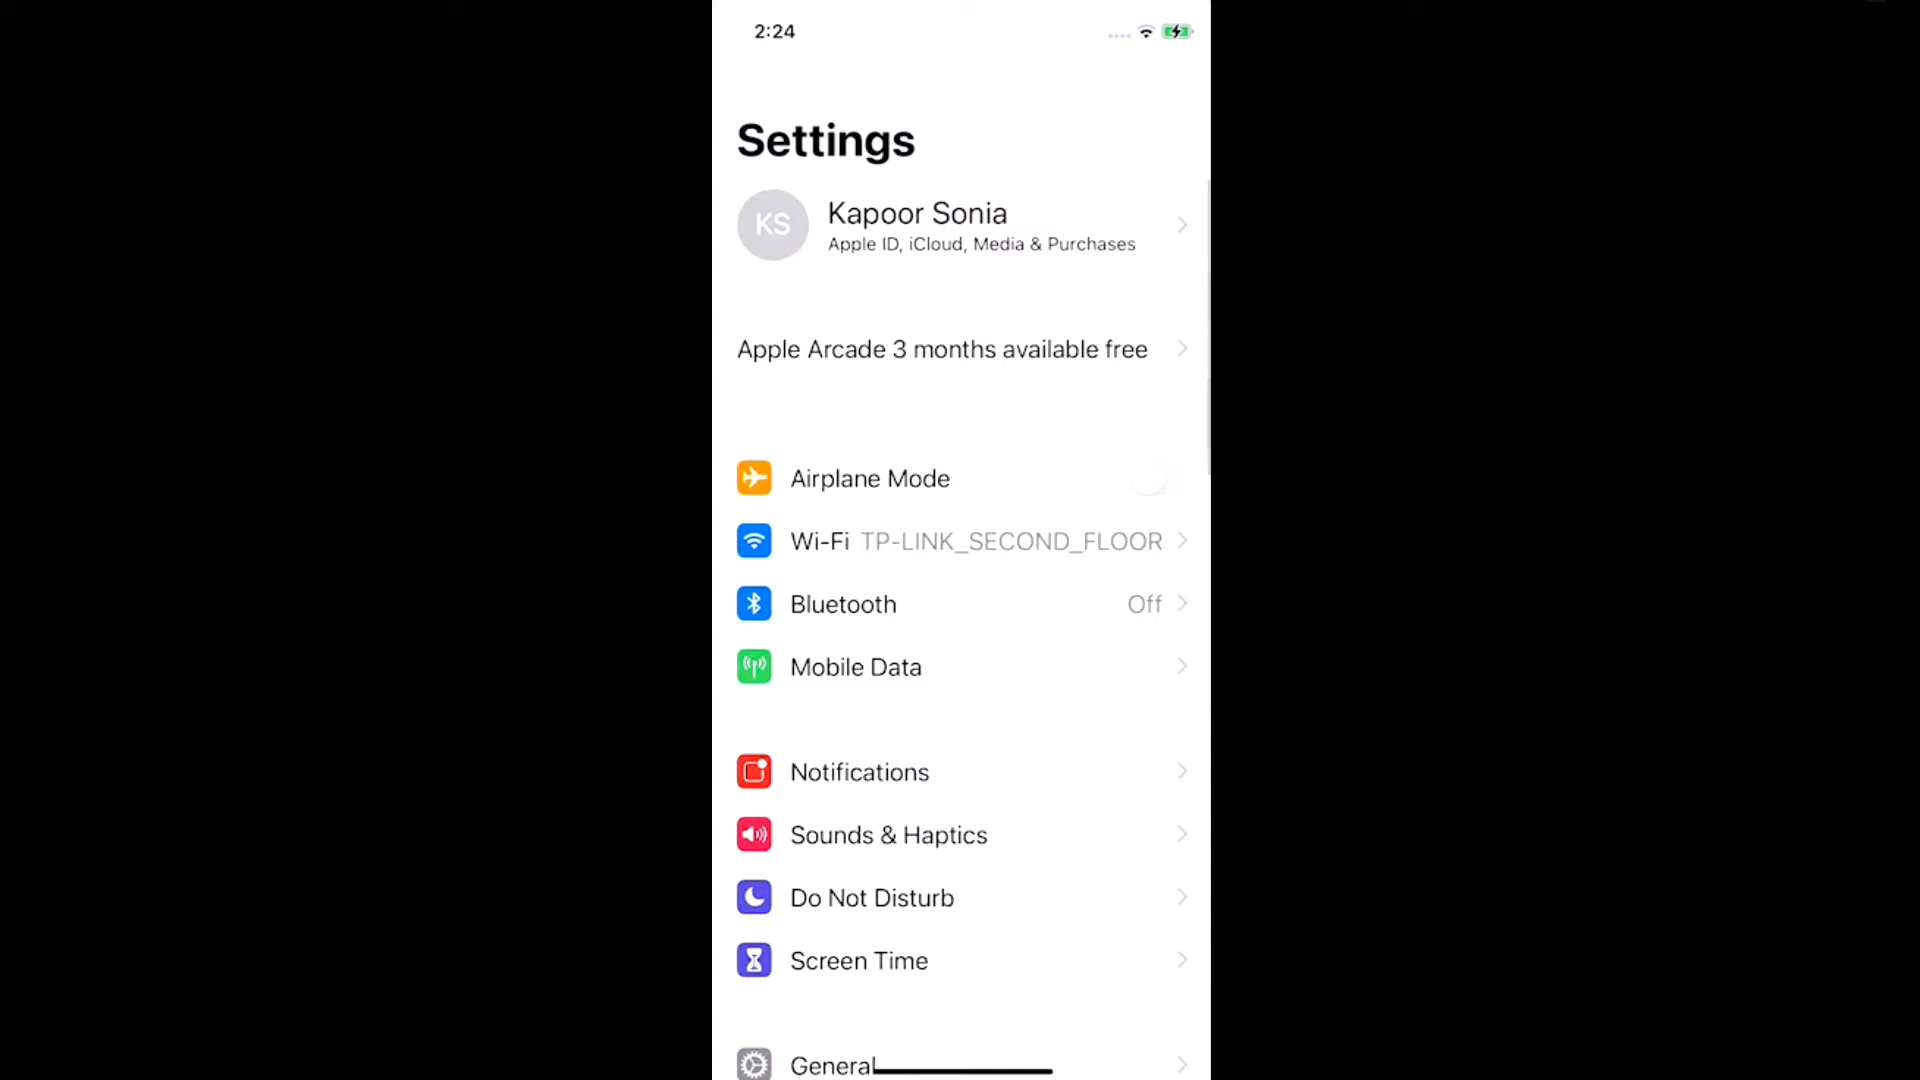 2:24
Settings
KS
Kapoor Sonia
Apple ID, iCloud, Media & Purchases
Apple Arcade 3 months available free
Airplane Mode
Wi-Fi TP-LINK_SECOND_FLOOR
Bluetooth Off
Mobile Data
Notifications
Sounds & Haptics
Do Not Disturb
Screen Time
General